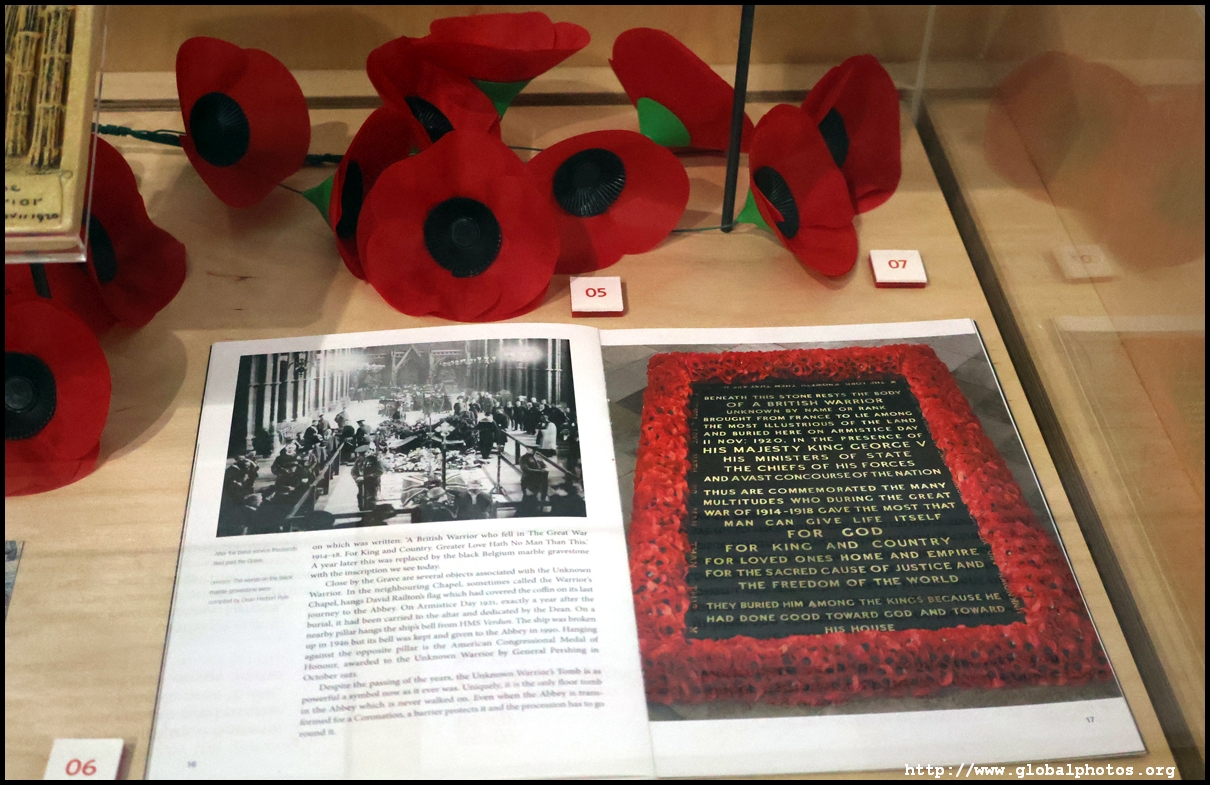 1920
05
07
06
BENEATH THIS STONE RESTS THE BODY
OF A BRITISH WARRIOR
UNKNOWN BY NAME OR RANK
BROUGHT FROM FRANCE TO LIE AMONG
THE MOST ILLUSTRIOUS OF THE LAND
AND BURIED HERE ON ARMISTICE DAY
11 NOV: 1920, IN THE PRESENCE OF
HIS MAJESTY KING GEORGE V
HIS MINISTERS OF STATE
THE CHIEFS OF HIS FORCES
AND A VAST CONCOURSE OF THE NATION
THUS ARE COMMEMORATED THE MANY
MULTITUDES WHO DURING THE GREAT
WAR OF 1914-1918 GAVE THE MOST THAT
MAN CAN GIVE LIFE ITSELF
FOR GOD
FOR KING AND COUNTRY
FOR LOVED ONES HOME AND EMPIRE
FOR THE SACRED CAUSE OF JUSTICE AND
THE FREEDOM OF THE WORLD
THEY BURIED HIM AMONG THE KINGS BECAUSE HE
HAD DONE GOOD TOWARD GOD AND TOWARD
HIS HOUSE
on which was written: 'A British Warrior who fell in The Great War
1914-18. For King and Country. Greater Love Hath No Man Than This.'
A year later this was replaced by the black Belgium marble gravestone
with the inscription we see today.
Close by the Grave are several objects associated with the Unknown
Warrior. In the neighbouring Chapel, sometimes called the Warrior's
Chapel, hangs David Railton's flag which had covered the coffin on its last
journey to the Abbey. On Armistice Day 1921, exactly a year after the
burial, it had been carried to the altar and dedicated by the Dean. On a
nearby pillar hangs the ship's bell from HMS Verdun. The ship was broken
up in 1946 but its bell was kept and given to the Abbey in 1990. Hanging
against the opposite pillar is the American Congressional Medal of
Honour, awarded to the Unknown Warrior by General Pershing in
October 1921.
Despite the passing of the years, the Unknown Warrior's Tomb is as
powerful a symbol now as it ever was. Uniquely, it is the only floor tomb
in the Abbey which is never walked on. Even when the Abbey is trans-
formed for a Coronation, a barrier protects it and the procession has to go
round it.
16
17
http://www.globalphotos.org